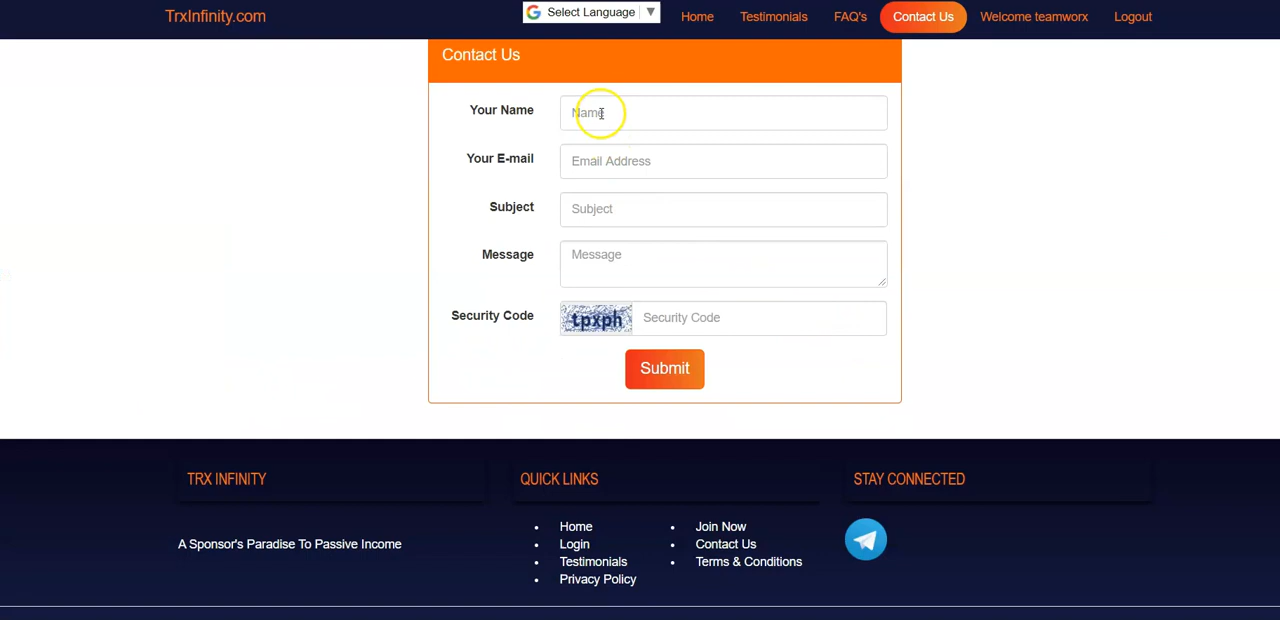 TrxInfinity.com
Select Language ▼
Home
Testimonials
FAQ's
Contact Us
Welcome teamworx
Logout
Contact Us
Your Name
Name
Your E-mail
Email Address
Subject
Subject
Message
Message
Security Code
tpxph
Security Code
Submit
TRX INFINITY
A Sponsor's Paradise To Passive Income
QUICK LINKS
Home
Login
Testimonials
Privacy Policy
Join Now
Contact Us
Terms & Conditions
STAY CONNECTED